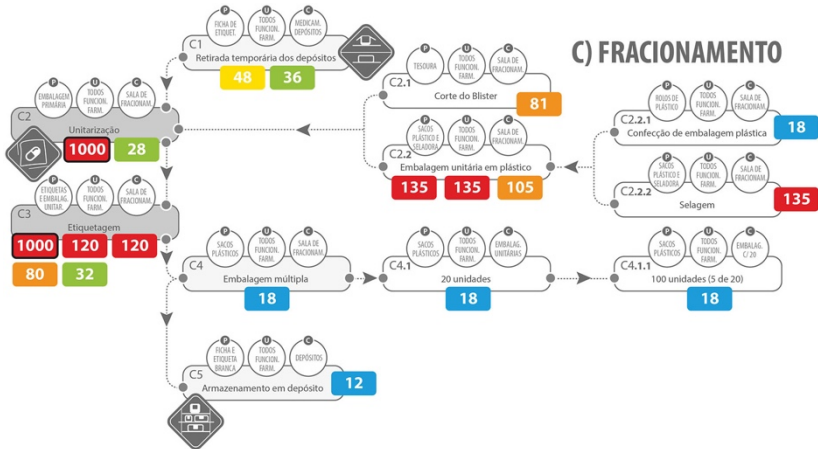 C) FRACIONAMENTO
P
FICHA DE
ETIQUET.
U
TODOS
FUNCION.
FARM.
C
MEDICAM.
DEPÓSITOS
C1
Retirada temporária dos depósitos
48
36
P
EMBALAGEM
PRIMÁRIA
U
TODOS
FUNCION.
FARM.
C
SALA DE
FRACIONAM.
C2
Unitarização
1000
28
P
TESOURA
U
TODOS
FUNCION.
FARM.
C
SALA DE
FRACIONAM.
C2.1
Corte do Blister
81
P
SACOS
PLÁSTICO E
SELADORA
U
TODOS
FUNCION.
FARM.
C
SALA DE
FRACIONAM.
C2.2
Embalagem unitária em plástico
135
135
105
P
ROLOS DE
PLÁSTICO
U
TODOS
FUNCION.
FARM.
C
SALA DE
FRACIONAM.
C2.2.1
Confecção de embalagem plástica
18
P
SACOS
PLÁSTICO E
SELADORA
U
TODOS
FUNCION.
FARM.
C
SALA DE
FRACIONAM.
C2.2.2
Selagem
135
P
ETIQUETAS
E EMBALAG.
UNITAR.
U
TODOS
FUNCION.
FARM.
C
SALA DE
FRACIONAM.
C3
Etiquetagem
1000
120
120
80
32
P
SACOS
PLÁSTICOS
U
TODOS
FUNCION.
FARM.
C
SALA DE
FRACIONAM.
C4
Embalagem múltipla
18
P
SACOS
PLÁSTICOS
U
TODOS
FUNCION.
FARM.
C
EMBALAG.
UNITÁRIAS
C4.1
20 unidades
18
P
SACOS
PLÁSTICOS
U
TODOS
FUNCION.
FARM.
C
EMBALAG.
C/ 20
C4.1.1
100 unidades (5 de 20)
18
P
FICHA E
ETIQUETA
BRANCA
U
TODOS
FUNCION.
FARM.
C
DEPÓSITOS
C5
Armazenamento em depósito
12